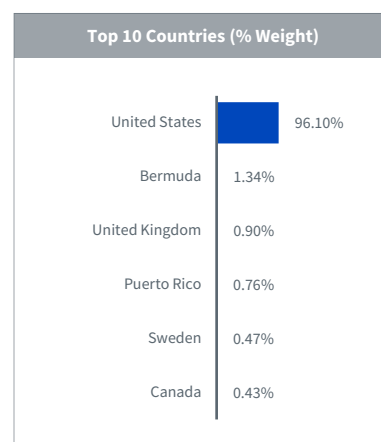 Top 10 Countries (% Weight)
United States 96.10%
Bermuda 1.34%
United Kingdom 0.90%
Puerto Rico 0.76%
Sweden 0.47%
Canada 0.43%